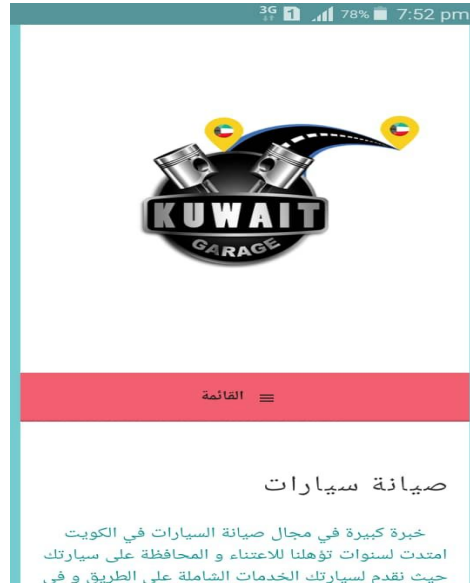 3G 1 78% 7:52 pm
KUWAIT
GARAGE
القائمة
صيانة سيارات
خبرة كبيرة في مجال صيانة السيارات في الكويت
امتدت لسنوات تؤهلنا للاعتناء و المحافظة على سيارتك
حيث نقدم لسيارتك الخدمات الشاملة على الطريق و في